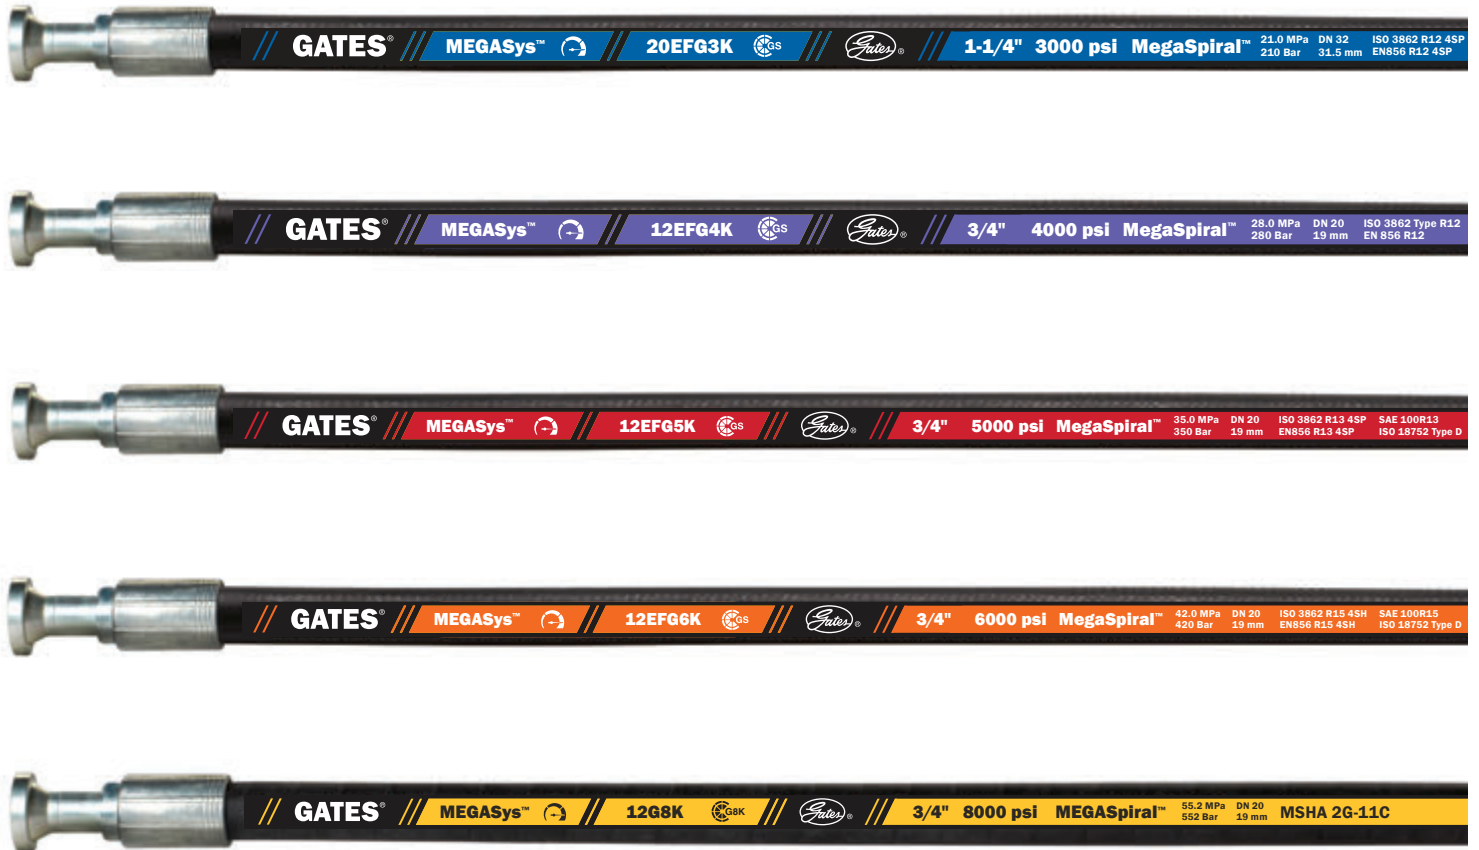 GATES® MEGASys™ 20EFG3K GS Gates® 1-1/4" 3000 psi MegaSpiral™ 21.0 MPa DN 32 ISO 3862 R12 4SP
210 Bar 31.5 mm EN856 R12 4SP
GATES® MEGASys™ 12EFG4K GS Gates® 3/4" 4000 psi MegaSpiral™ 28.0 MPa DN 20 ISO 3862 Type R12
280 Bar 19 mm EN 856 R12
GATES® MEGASys™ 12EFG5K GS Gates® 3/4" 5000 psi MegaSpiral™ 35.0 MPa DN 20 ISO 3862 R13 4SP SAE 100R13
350 Bar 19 mm EN856 R13 4SP ISO 18752 Type D
GATES® MEGASys™ 12EFG6K GS Gates® 3/4" 6000 psi MegaSpiral™ 42.0 MPa DN 20 ISO 3862 R15 4SH SAE 100R15
420 Bar 19 mm EN856 R15 4SH ISO 18752 Type D
GATES® MEGASys™ 12G8K G8K Gates® 3/4" 8000 psi MEGASpiral™ 55.2 MPa DN 20 MSHA 2G-11C
552 Bar 19 mm